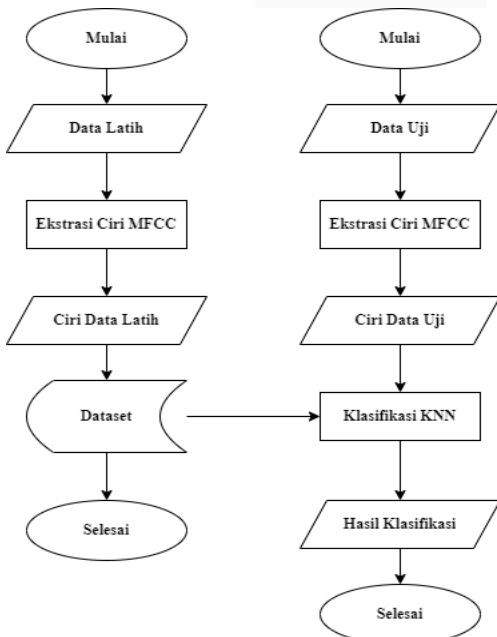 Mulai
Data Latih
Ekstrasi Ciri MFCC
Ciri Data Latih
Dataset
Selesai
Mulai
Data Uji
Ekstrasi Ciri MFCC
Ciri Data Uji
Klasifikasi KNN
Hasil Klasifikasi
Selesai